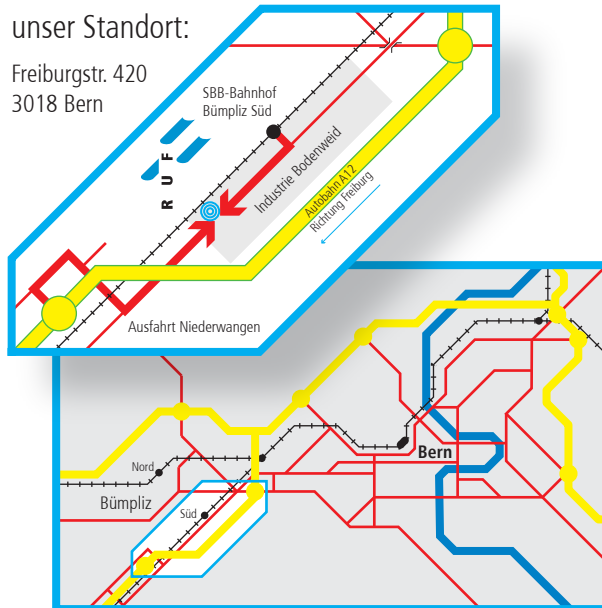 unser Standort:
Freiburgstr. 420
3018 Bern
SBB-Bahnhof
Bümpliz Süd
RUF
Industrie Bodenweid
Autobahn A12
Richtung Freiburg
Ausfahrt Niederwangen
Nord
Bern
Bümpliz
Süd